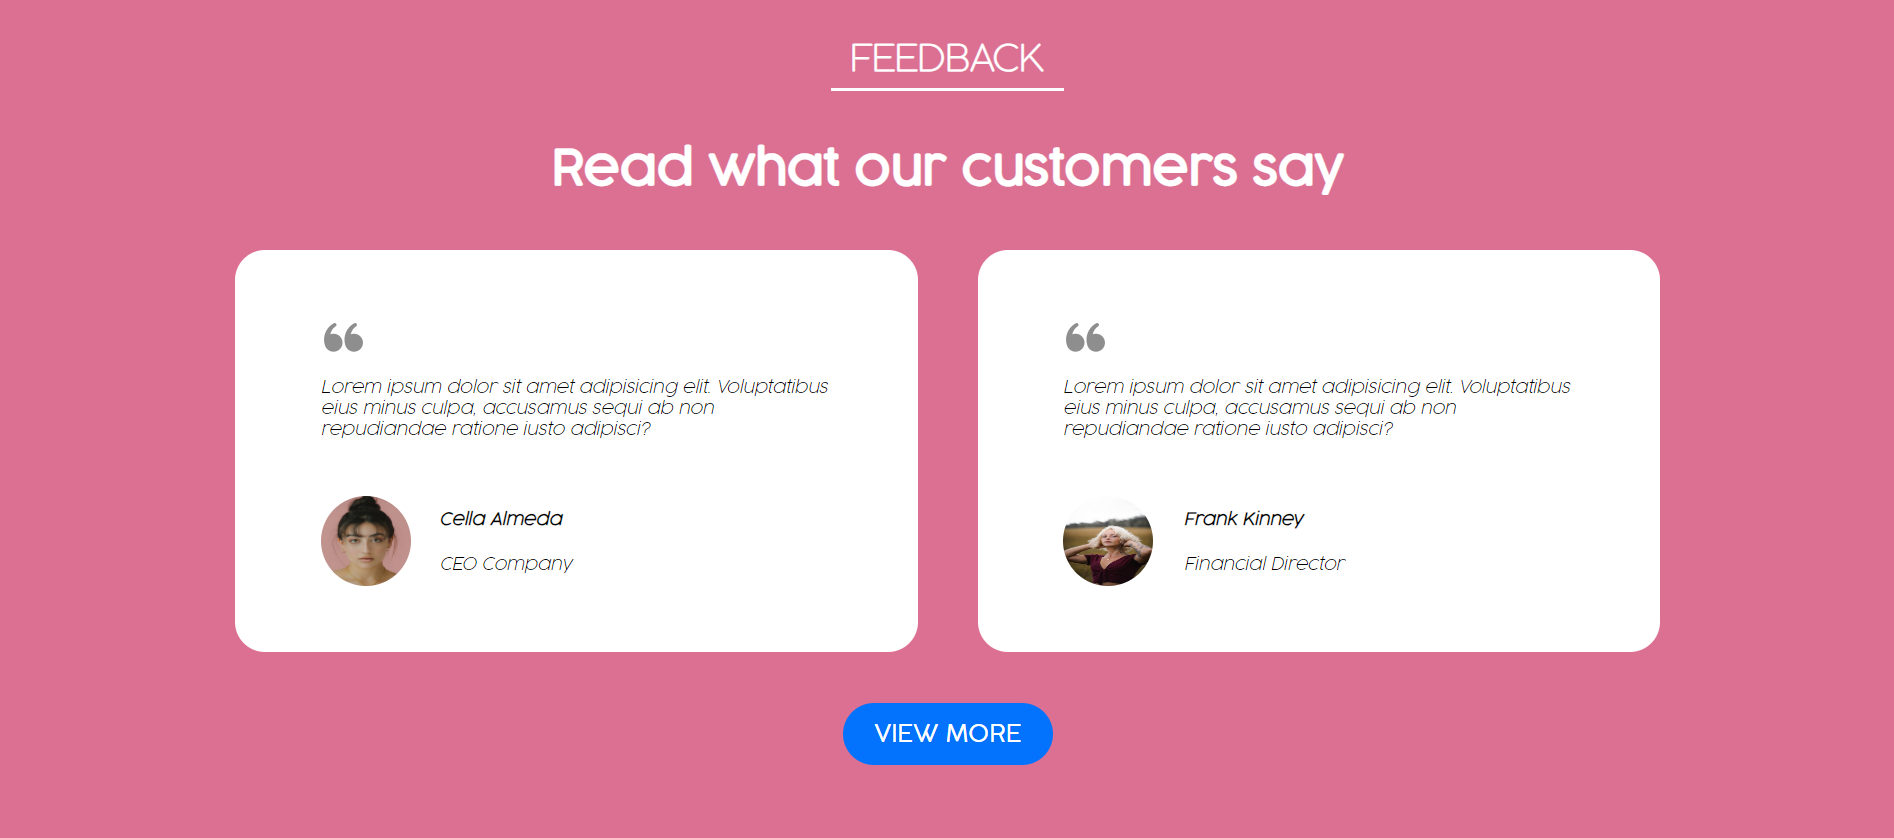 FEEDBACK
Read what our customers say
“
Lorem ipsum dolor sit amet adipisicing elit. Voluptatibus
eius minus culpa, accusamus sequi ab non
repudiandae ratione iusto adipisci?
Cella Almeda
CEO Company
“
Lorem ipsum dolor sit amet adipisicing elit. Voluptatibus
eius minus culpa, accusamus sequi ab non
repudiandae ratione iusto adipisci?
Frank Kinney
Financial Director
VIEW MORE